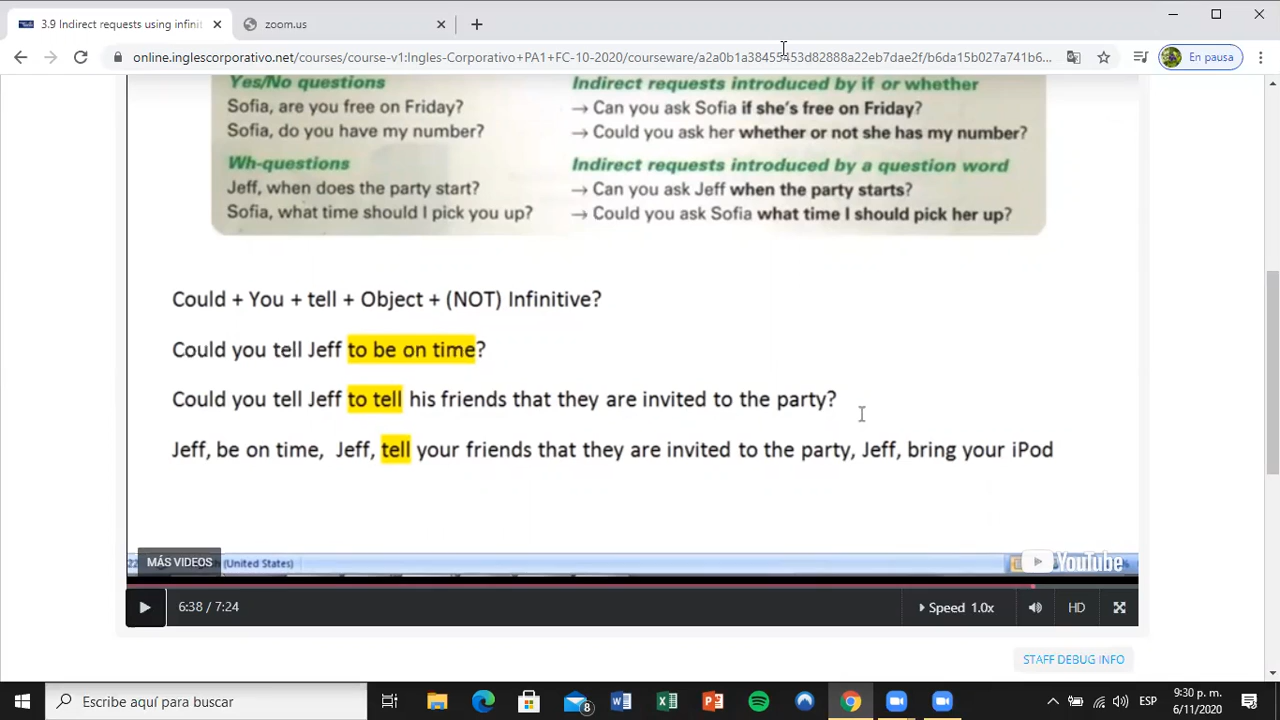 3.9 Indirect requests using infinit
zoom.us
online.inglescorporativo.net/courses/course-v1:Ingles-Corporativo+PA1+FC-10-2020/courseware/a2a0b1a38455453d82888a22eb7dae2f/b6da15b027a741b6...
En pausa
Yes/No questions
Indirect requests introduced by if or whether
Sofia, are you free on Friday?
→ Can you ask Sofia if she's free on Friday?
Sofia, do you have my number?
→ Could you ask her whether or not she has my number?
Wh-questions
Indirect requests introduced by a question word
Jeff, when does the party start?
→ Can you ask Jeff when the party starts?
Sofia, what time should I pick you up?
→ Could you ask Sofia what time I should pick her up?
Could + You + tell + Object + (NOT) Infinitive?
Could you tell Jeff to be on time?
Could you tell Jeff to tell his friends that they are invited to the party?
Jeff, be on time, Jeff, tell your friends that they are invited to the party, Jeff, bring your iPod
MÁS VIDEOS
(United States)
YouTube
6:38 / 7:24
Speed 1.0x
HD
STAFF DEBUG INFO
Escribe aquí para buscar
8
ESP
9:30 p. m.
6/11/2020